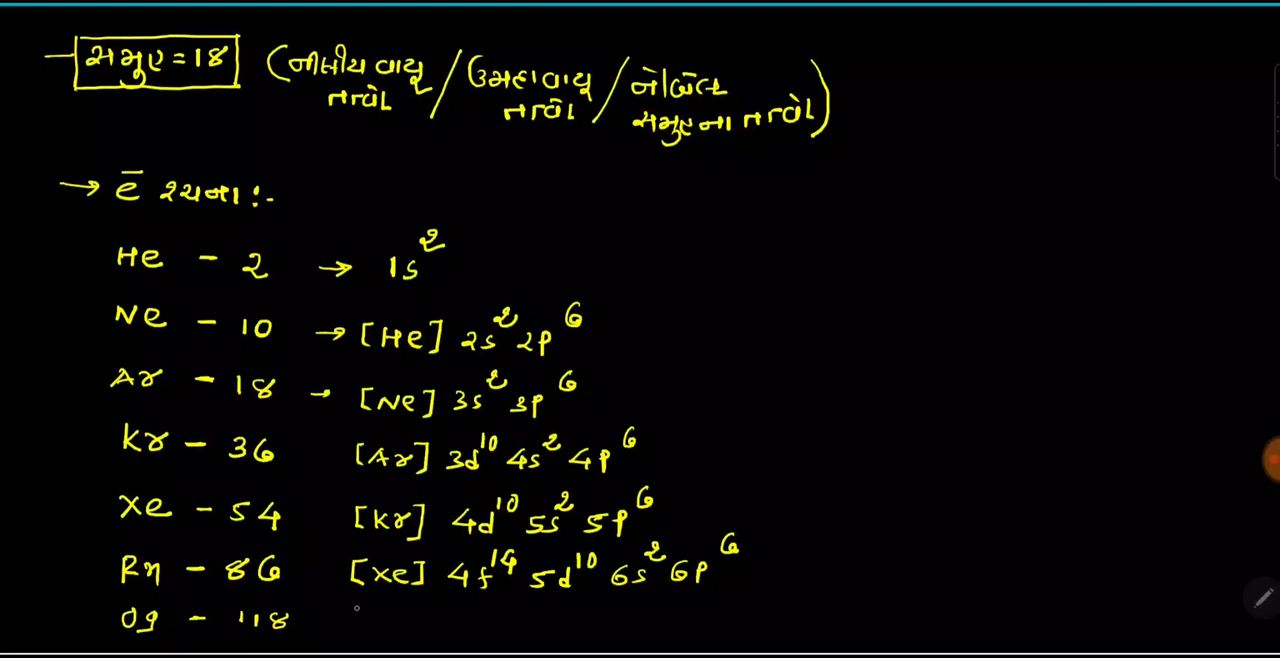 સમૂહ = 18 (નિષ્ક્રિય વાયુ તત્વો / ઉમદાવાયુ તત્વો / નોબલ સમૂહના તત્વો)
→ e̅ રચના :-
He - 2 → 1s²
Ne - 10 → [He] 2s² 2p⁶
Ar - 18 → [Ne] 3s² 3p⁶
Kr - 36 [Ar] 3d¹⁰ 4s² 4p⁶
Xe - 54 [Kr] 4d¹⁰ 5s² 5p⁶
Rn - 86 [Xe] 4f¹⁴ 5d¹⁰ 6s² 6p⁶
Og - 118